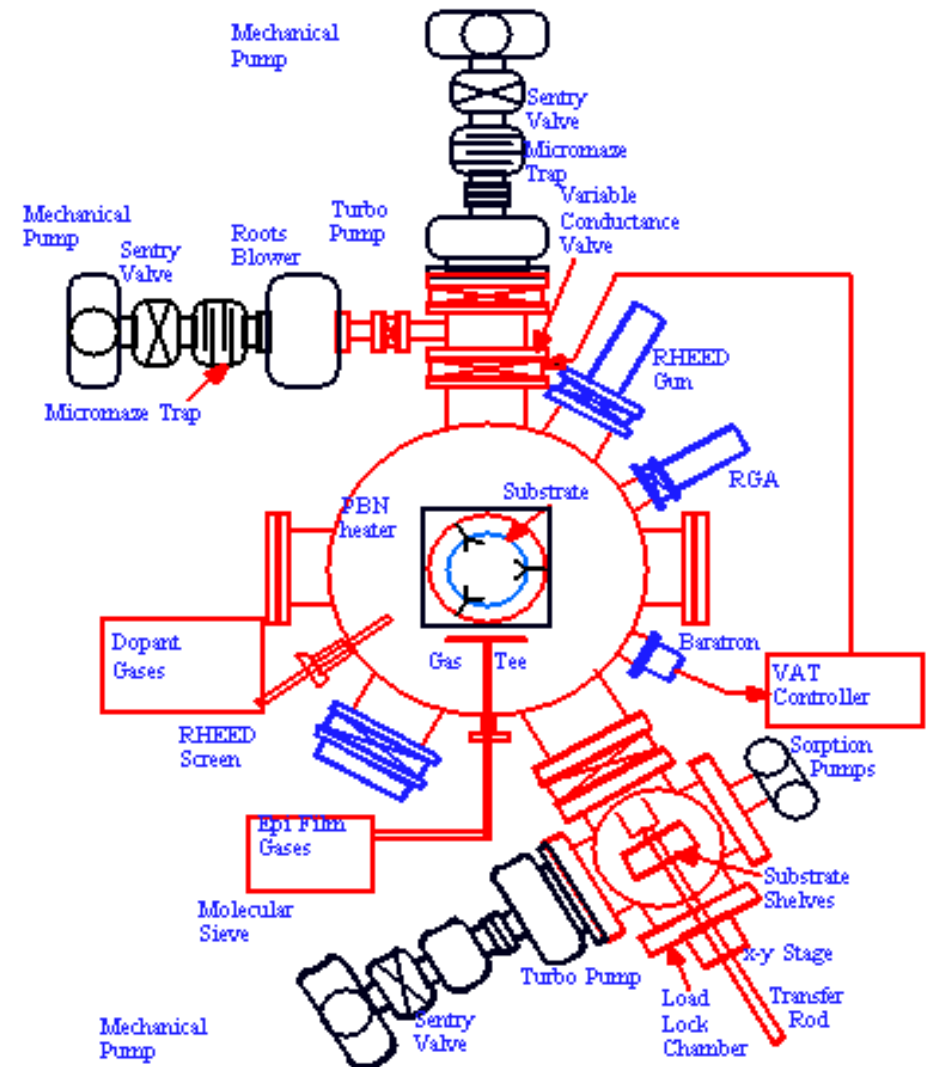 Mechanical
Pump
Sentry
Valve
Micromaze
Trap
Variable
Conductance
Valve
Mechanical
Pump
Sentry
Valve
Roots
Blower
Turbo
Pump
Micromaze Trap
RHEED
Gun
RGA
PBN
heater
Substrate
Dopant
Gases
Gas Tee
Baratron
VAT
Controller
RHEED
Screen
Sorption
Pumps
Epi Film
Gases
Molecular
Sieve
Substrate
Shelves
x-y Stage
Turbo Pump
Load
Lock
Chamber
Transfer
Rod
Sentry
Valve
Mechanical
Pump